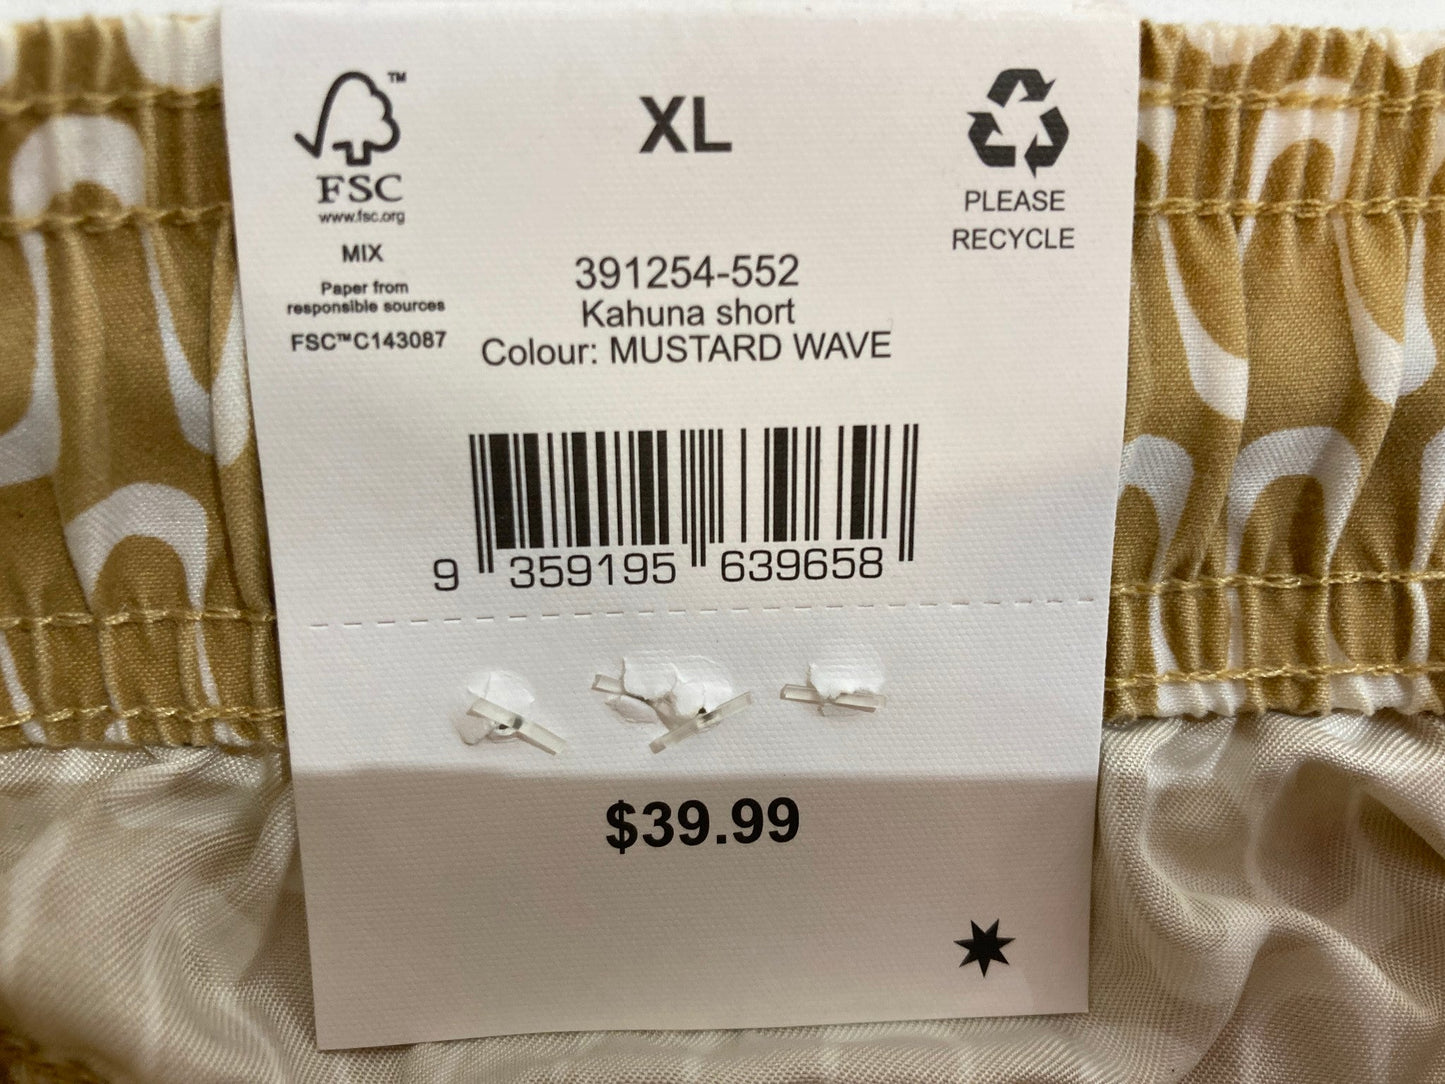 TM
FSC
www.fsc.org
MIX
Paper from
responsible sources
FSC™C143087
XL
PLEASE
RECYCLE
391254-552
Kahuna short
Colour: MUSTARD WAVE
9 359195 639658
$39.99